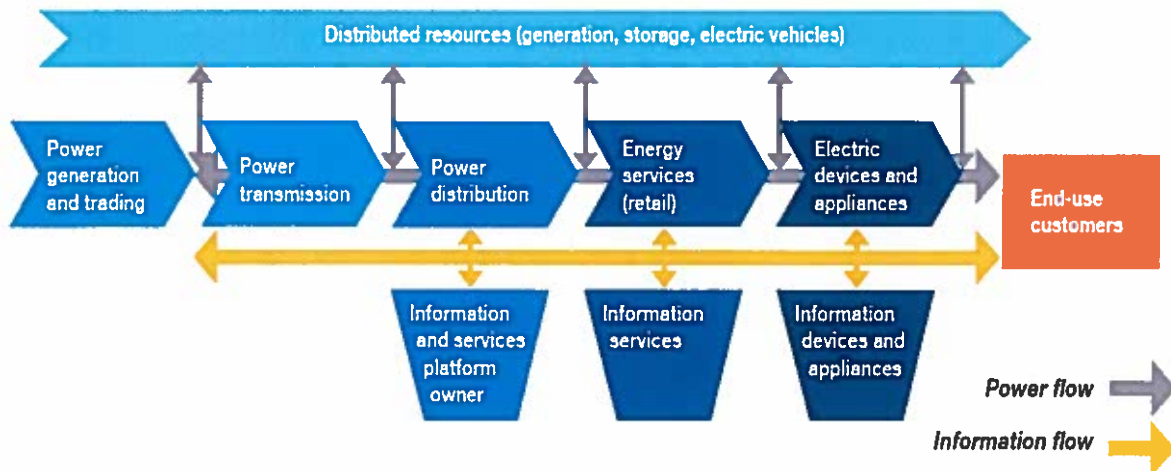 Distributed resources (generation, storage, electric vehicles)
Power
generation
and trading
Power
transmission
Power
distribution
Energy
services
(retail)
Electric
devices and
appliances
End-use
customers
Information
and services
platform
owner
Information
services
Information
devices and
appliances
Power flow
Information flow